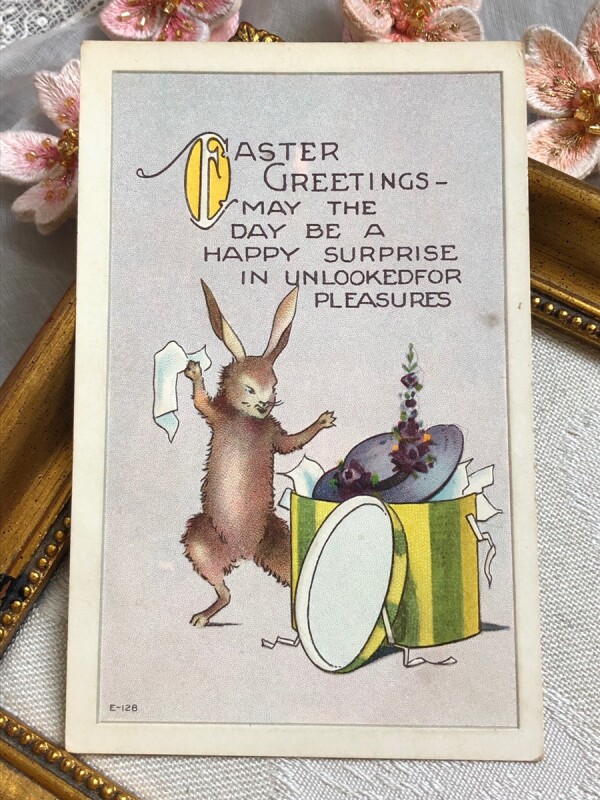 EASTER
GREETINGS-
MAY THE
DAY BE A
HAPPY SURPRISE
IN UNLOOKEDFOR
PLEASURES
E-128